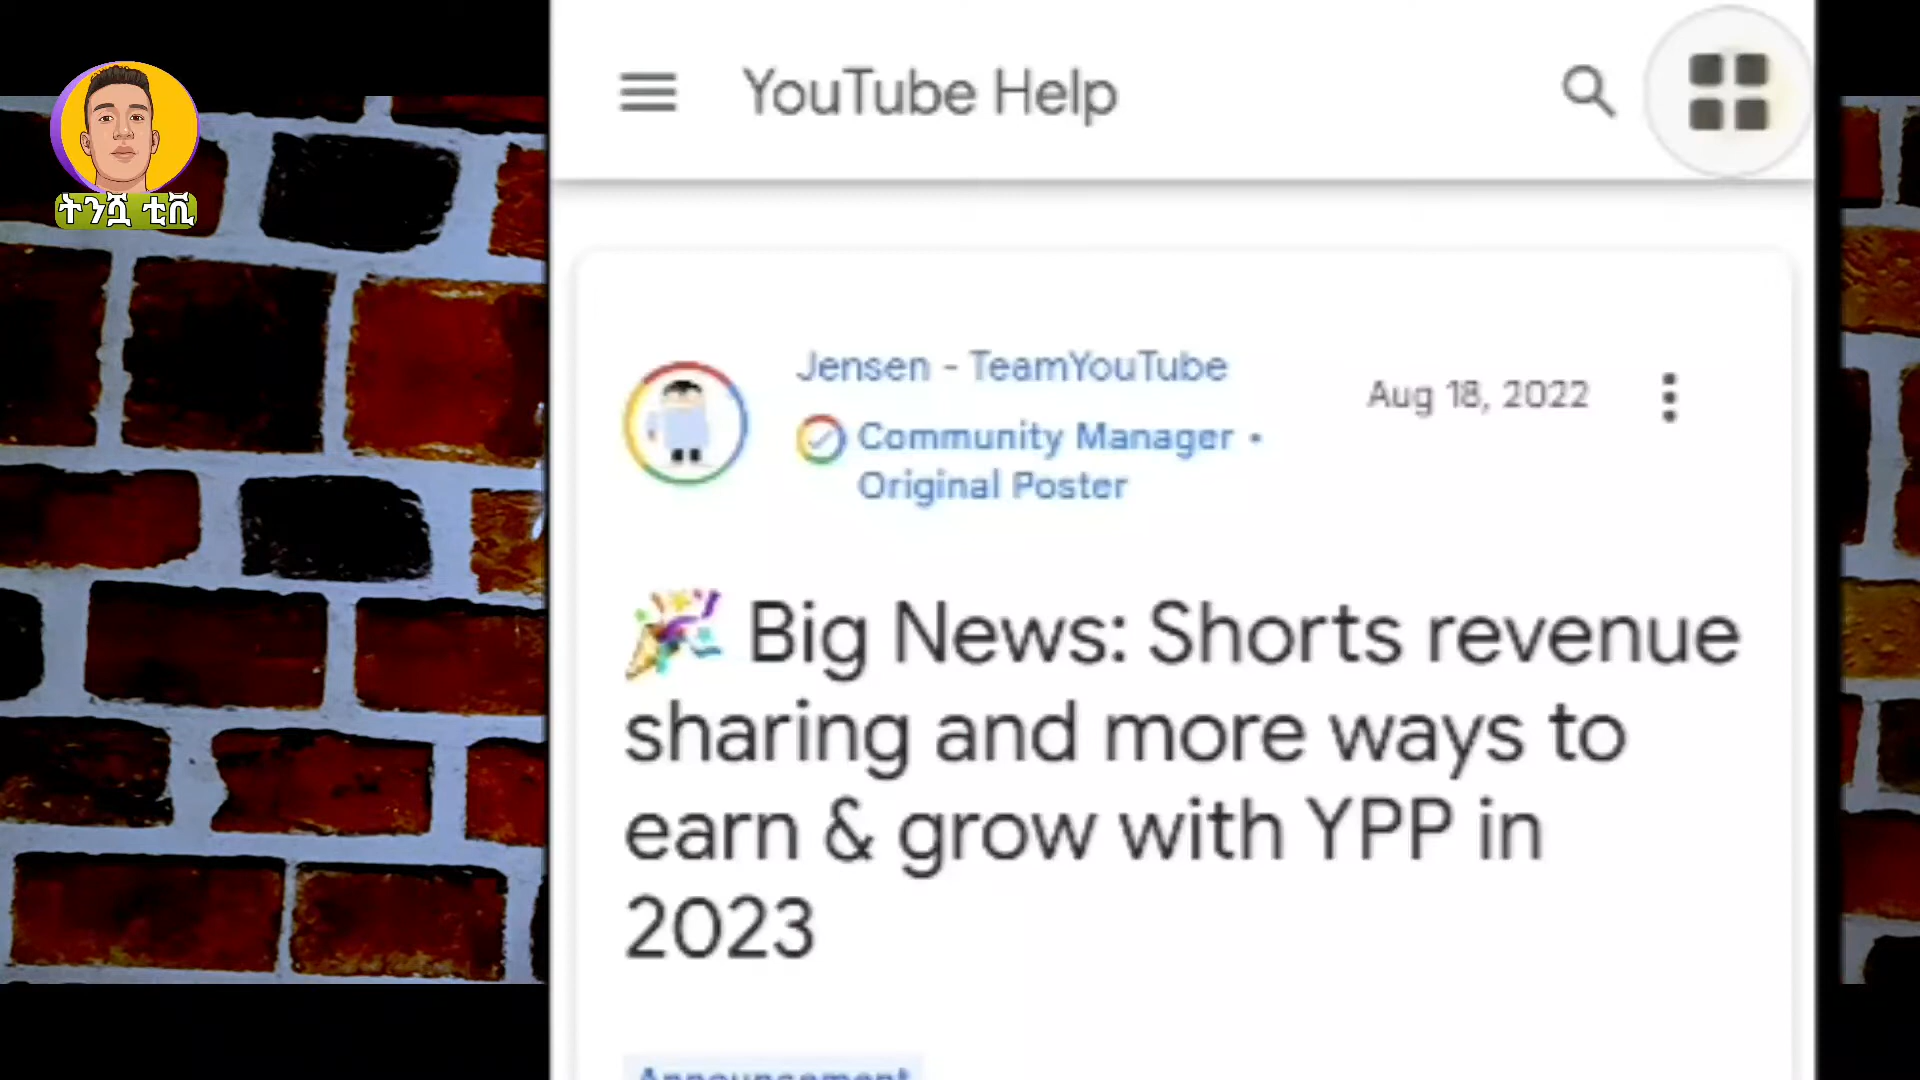 ትንሿ ቲቪ
YouTube Help
Jensen - TeamYouTube
Aug 18, 2022
Community Manager •
Original Poster
🎉 Big News: Shorts revenue
sharing and more ways to
earn & grow with YPP in
2023
Announcement